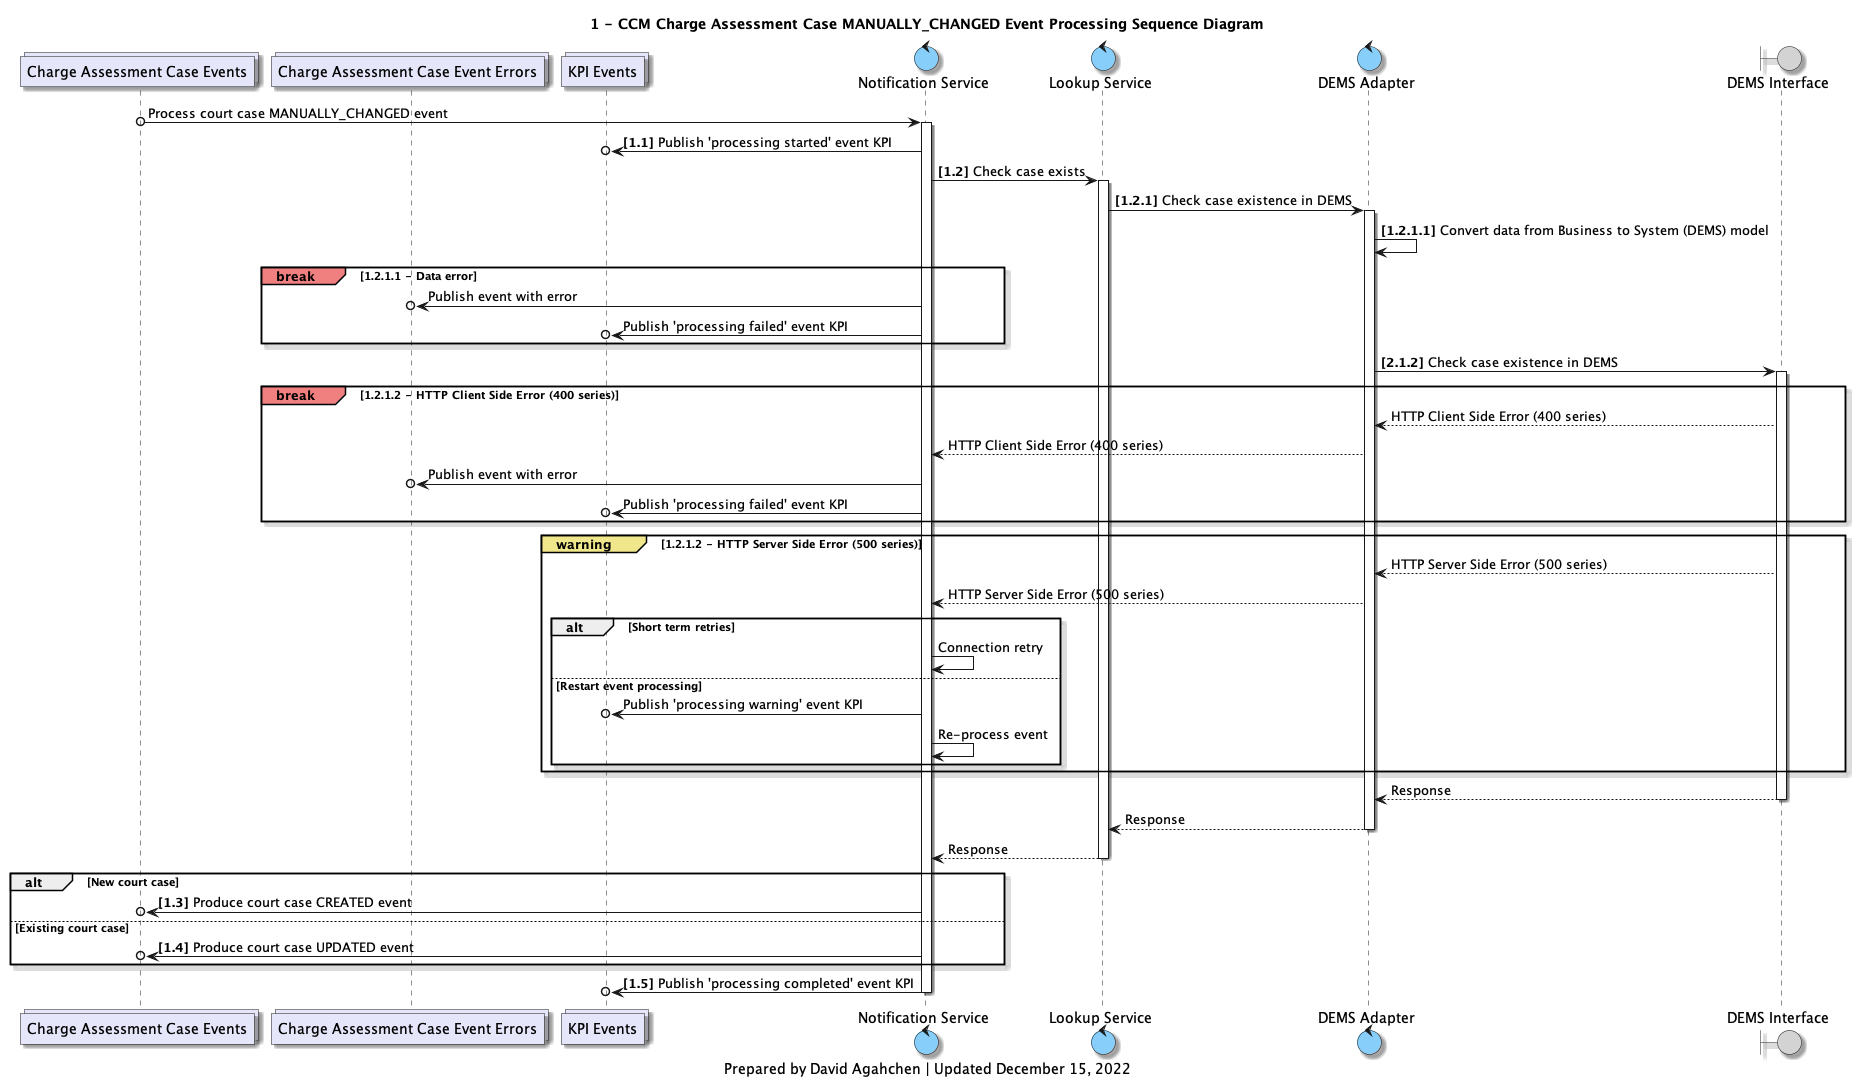 1 - CCM Charge Assessment Case MANUALLY_CHANGED Event Processing Sequence Diagram
Charge Assessment Case Events
Charge Assessment Case Event Errors
KPI Events
Notification Service
Lookup Service
DEMS Adapter
DEMS Interface
Process court case MANUALLY_CHANGED event
[1.1] Publish 'processing started' event KPI
[1.2] Check case exists
[1.2.1] Check case existence in DEMS
[1.2.1.1] Convert data from Business to System (DEMS) model
break [1.2.1.1 - Data error]
Publish event with error
Publish 'processing failed' event KPI
[2.1.2] Check case existence in DEMS
break [1.2.1.2 - HTTP Client Side Error (400 series)]
HTTP Client Side Error (400 series)
HTTP Client Side Error (400 series)
Publish event with error
Publish 'processing failed' event KPI
warning [1.2.1.2 - HTTP Server Side Error (500 series)]
HTTP Server Side Error (500 series)
HTTP Server Side Error (500 series)
alt [Short term retries]
Connection retry
[Restart event processing]
Publish 'processing warning' event KPI
Re-process event
Response
Response
Response
alt [New court case]
[1.3] Produce court case CREATED event
[Existing court case]
[1.4] Produce court case UPDATED event
[1.5] Publish 'processing completed' event KPI
Charge Assessment Case Events
Charge Assessment Case Event Errors
KPI Events
Notification Service
Lookup Service
DEMS Adapter
DEMS Interface
Prepared by David Agahchen | Updated December 15, 2022